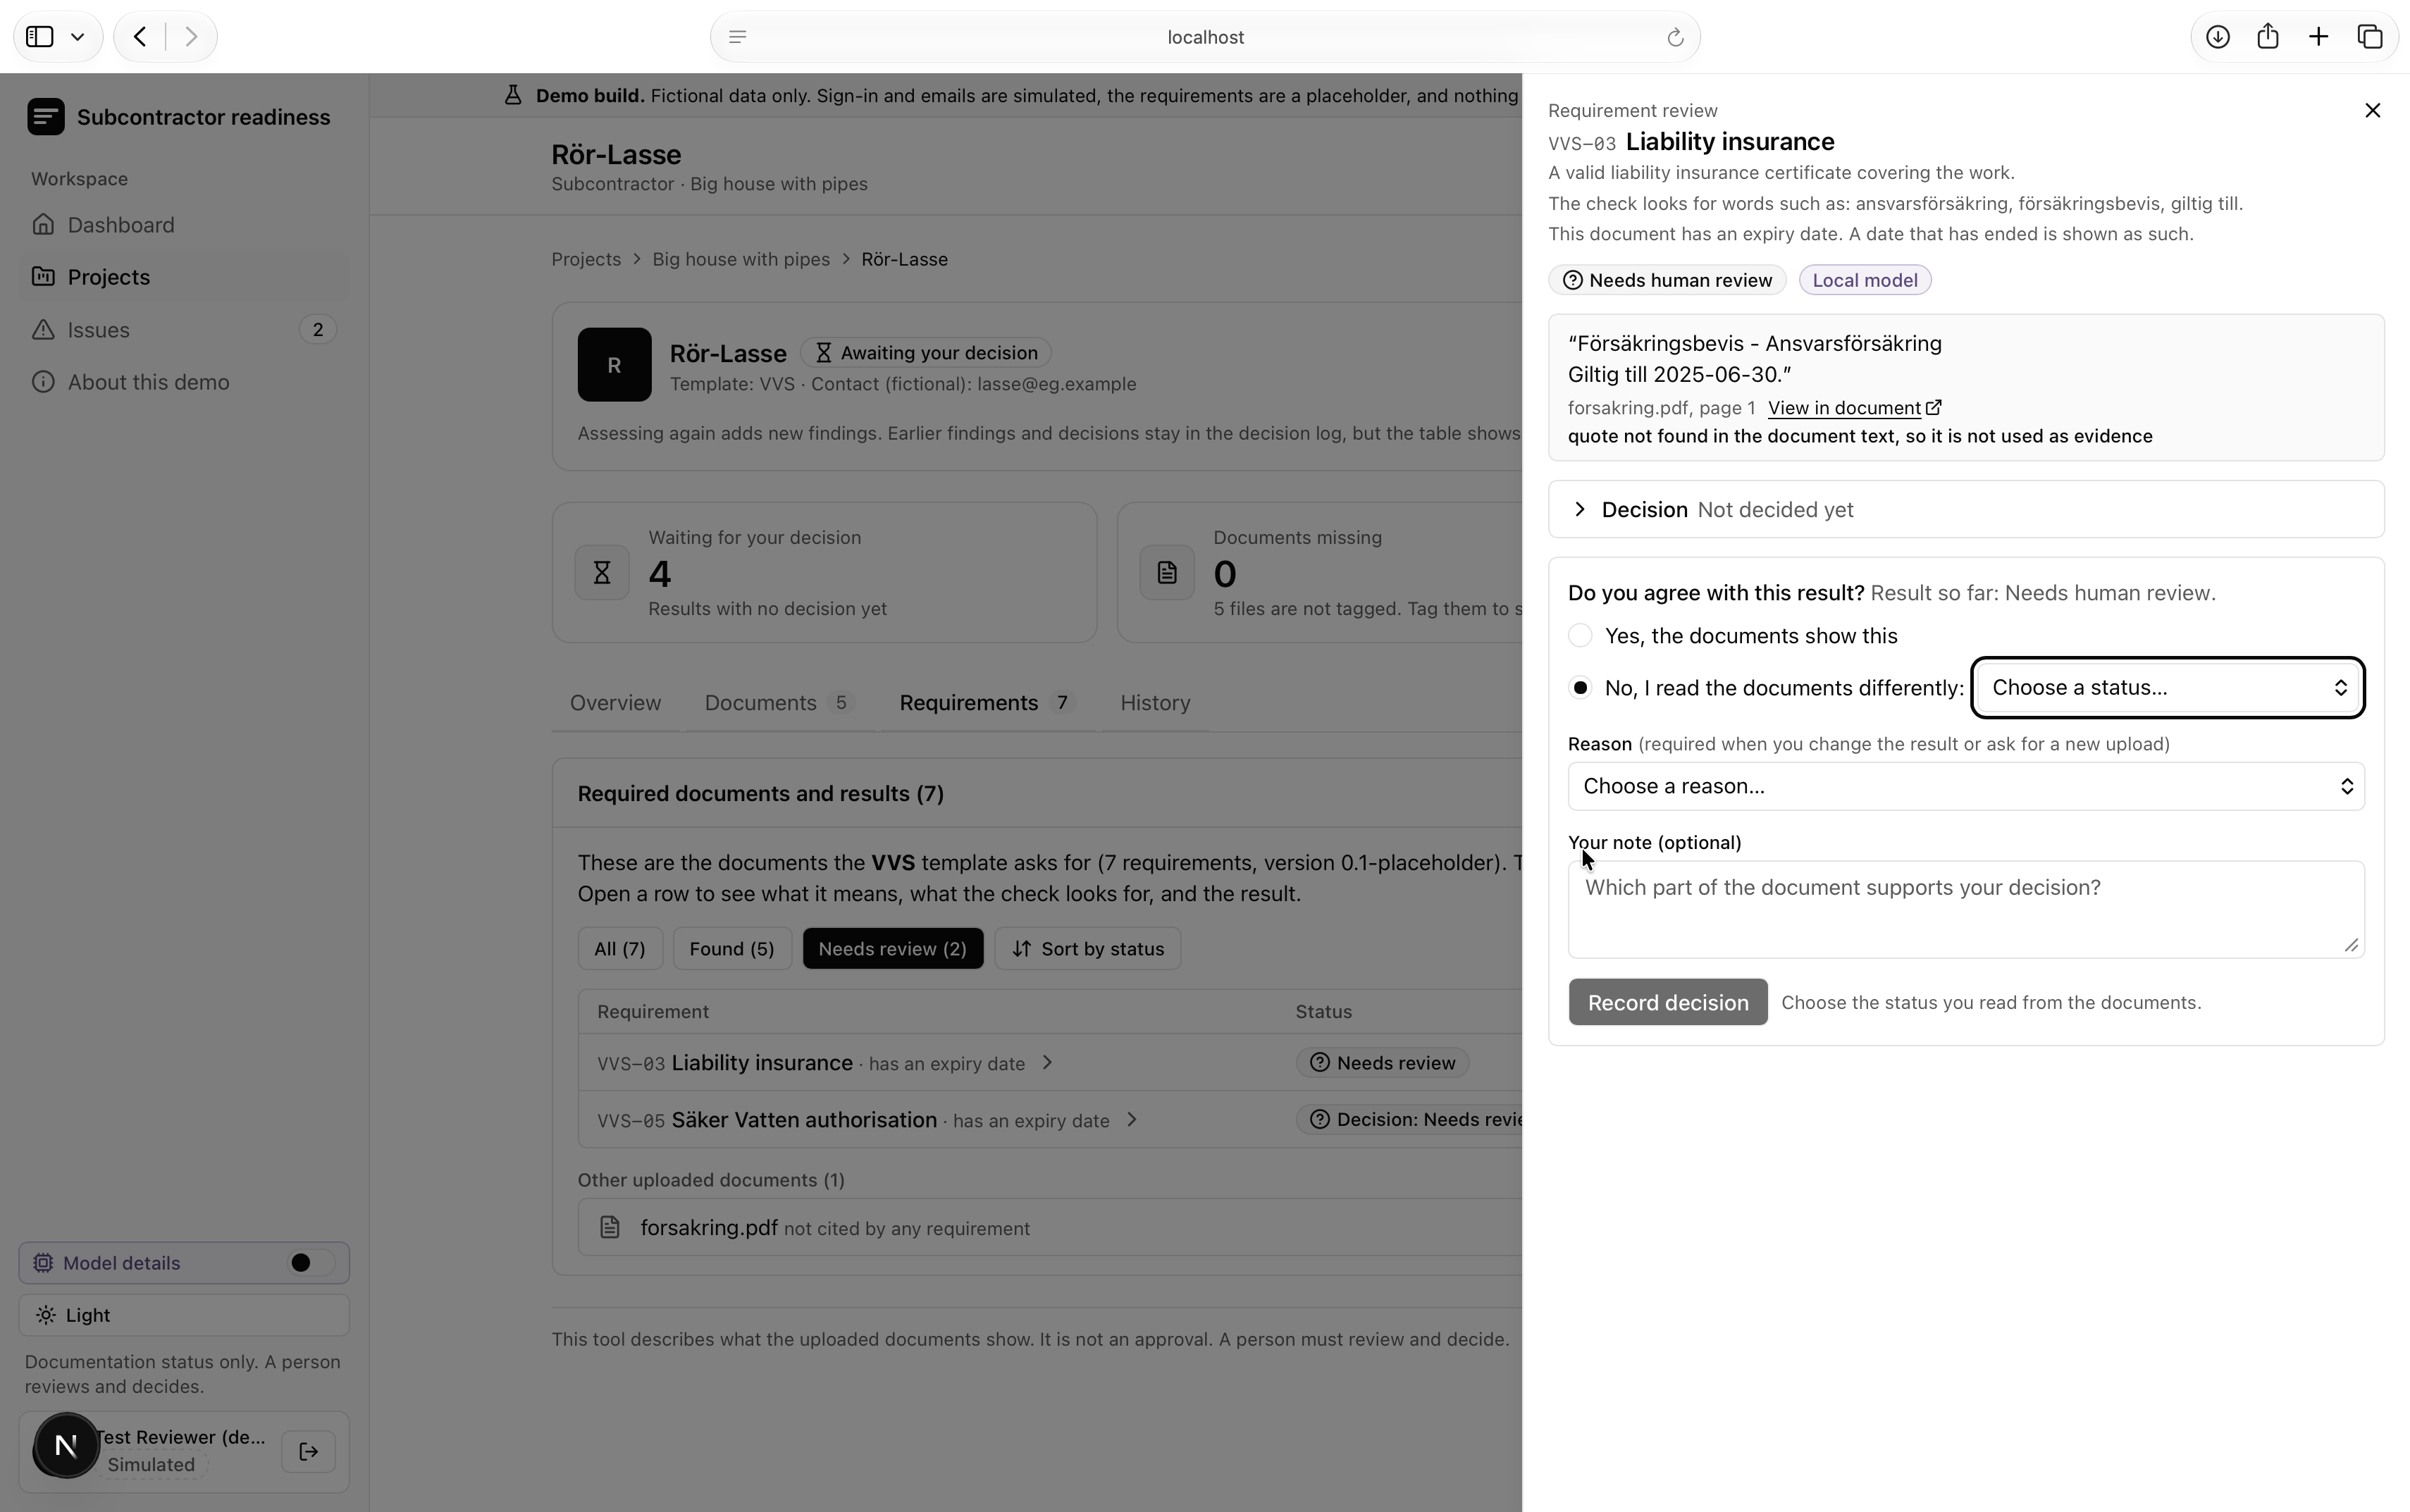 localhost
Subcontractor readiness
Workspace
Dashboard
Projects
Issues 2
About this demo
Model details
Light
Documentation status only. A person
reviews and decides.
N
Test Reviewer (de...
Simulated
Demo build. Fictional data only. Sign-in and emails are simulated, the requirements are a placeholder, and nothing
Rör-Lasse
Subcontractor · Big house with pipes
Projects > Big house with pipes > Rör-Lasse
R
Rör-Lasse Awaiting your decision
Template: VVS · Contact (fictional): lasse@eg.example
Assessing again adds new findings. Earlier findings and decisions stay in the decision log, but the table shows
Waiting for your decision
4
Results with no decision yet
Documents missing
0
5 files are not tagged. Tag them to s
Overview Documents 5 Requirements 7 History
Required documents and results (7)
These are the documents the VVS template asks for (7 requirements, version 0.1-placeholder). T
Open a row to see what it means, what the check looks for, and the result.
All (7) Found (5) Needs review (2) Sort by status
Requirement Status
VVS-03 Liability insurance · has an expiry date Needs review
VVS-05 Säker Vatten authorisation · has an expiry date Decision: Needs revie
Other uploaded documents (1)
forsakring.pdf not cited by any requirement
This tool describes what the uploaded documents show. It is not an approval. A person must review and decide.
Requirement review
VVS-03 Liability insurance
A valid liability insurance certificate covering the work.
The check looks for words such as: ansvarsförsäkring, försäkringsbevis, giltig till.
This document has an expiry date. A date that has ended is shown as such.
Needs human review Local model
“Försäkringsbevis - Ansvarsförsäkring
Giltig till 2025-06-30.”
forsakring.pdf, page 1 View in document
quote not found in the document text, so it is not used as evidence
Decision Not decided yet
Do you agree with this result? Result so far: Needs human review.
Yes, the documents show this
No, I read the documents differently: Choose a status...
Reason (required when you change the result or ask for a new upload)
Choose a reason...
Your note (optional)
Which part of the document supports your decision?
Record decision Choose the status you read from the documents.